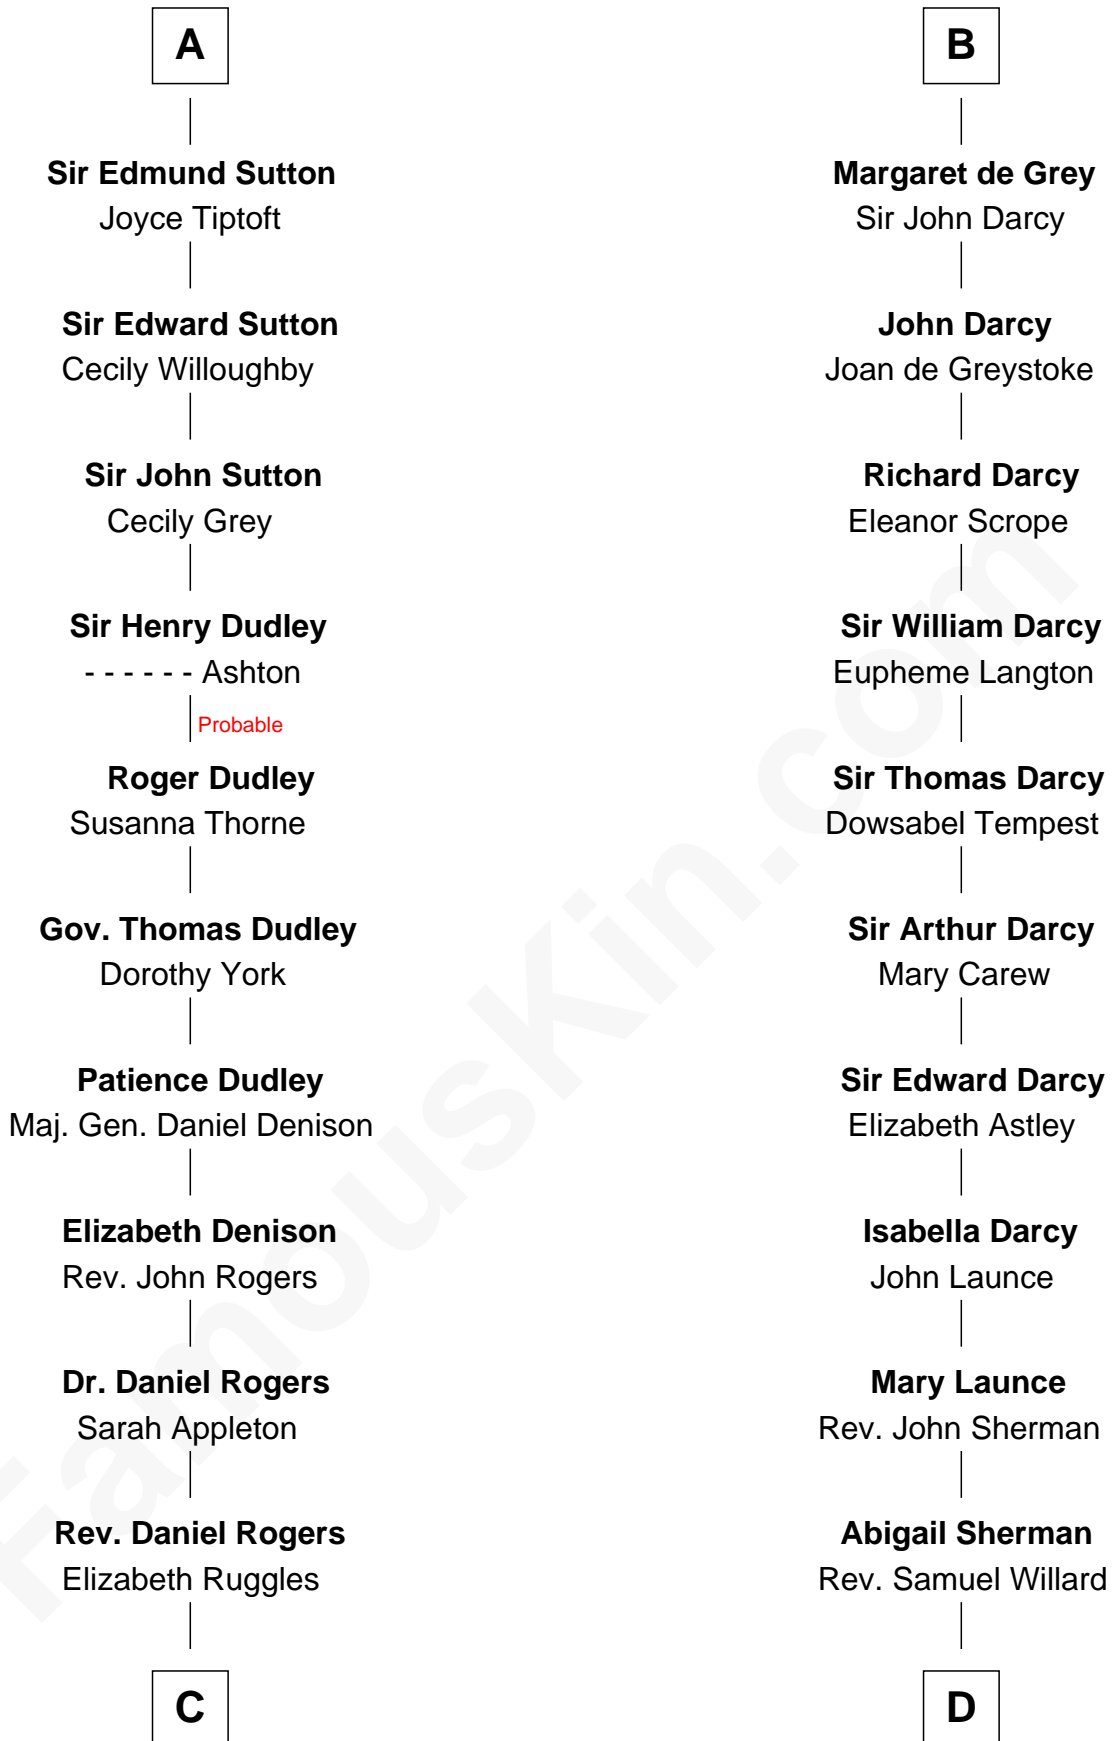 A
Sir Edmund Sutton
Joyce Tiptoft
Sir Edward Sutton
Cecily Willoughby
Sir John Sutton
Cecily Grey
Sir Henry Dudley
- - - - - - Ashton
Probable
Roger Dudley
Susanna Thorne
Gov. Thomas Dudley
Dorothy York
Patience Dudley
Maj. Gen. Daniel Denison
Elizabeth Denison
Rev. John Rogers
Dr. Daniel Rogers
Sarah Appleton
Rev. Daniel Rogers
Elizabeth Ruggles
C
B
Margaret de Grey
Sir John Darcy
John Darcy
Joan de Greystoke
Richard Darcy
Eleanor Scrope
Sir William Darcy
Eupheme Langton
Sir Thomas Darcy
Dowsabel Tempest
Sir Arthur Darcy
Mary Carew
Sir Edward Darcy
Elizabeth Astley
Isabella Darcy
John Launce
Mary Launce
Rev. John Sherman
Abigail Sherman
Rev. Samuel Willard
D
FamousKin.com